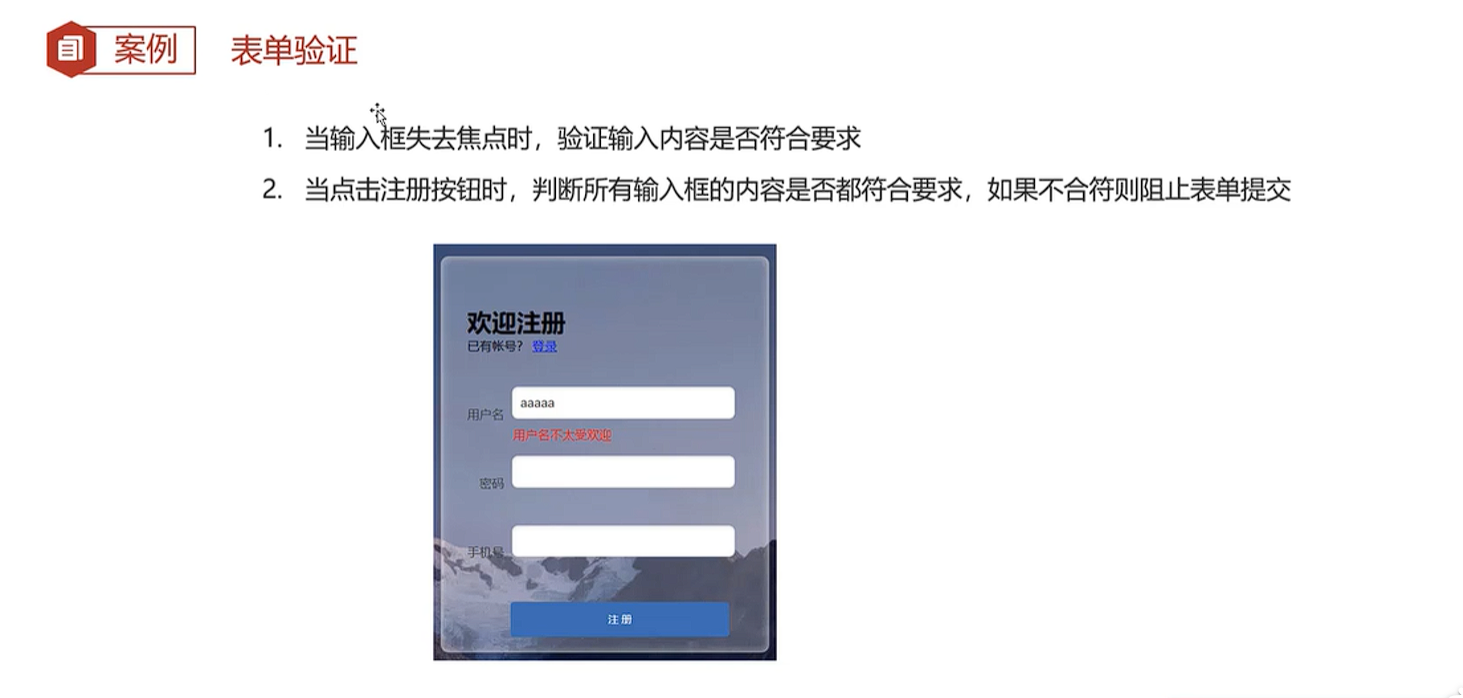 案例 表单验证
1. 当输入框失去焦点时，验证输入内容是否符合要求
2. 当点击注册按钮时，判断所有输入框的内容是否都符合要求，如果不合符则阻止表单提交
欢迎注册
已有帐号？ 登录
用户名 aaaaa
用户名不太受欢迎
密码
手机号
注册